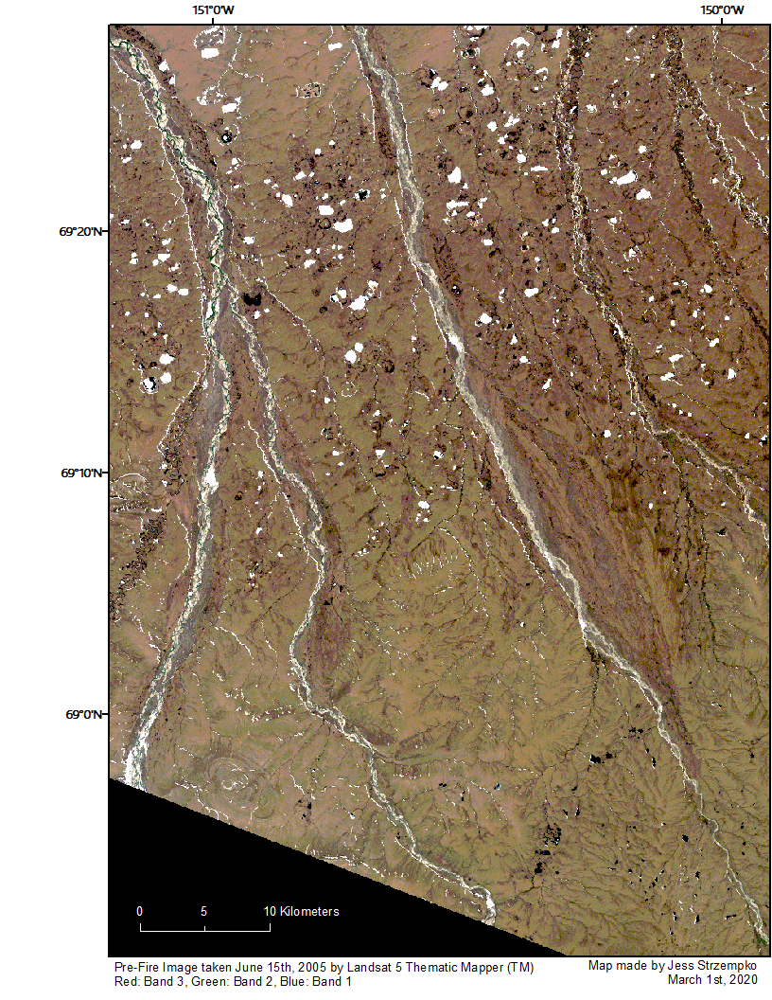 151°0'W 150°0'W
69°20'N
69°10'N
69°0'N
0 5 10 Kilometers
Pre-Fire Image taken June 15th, 2005 by Landsat 5 Thematic Mapper (TM)
Red: Band 3, Green: Band 2, Blue: Band 1
Map made by Jess Strzempko
March 1st, 2020